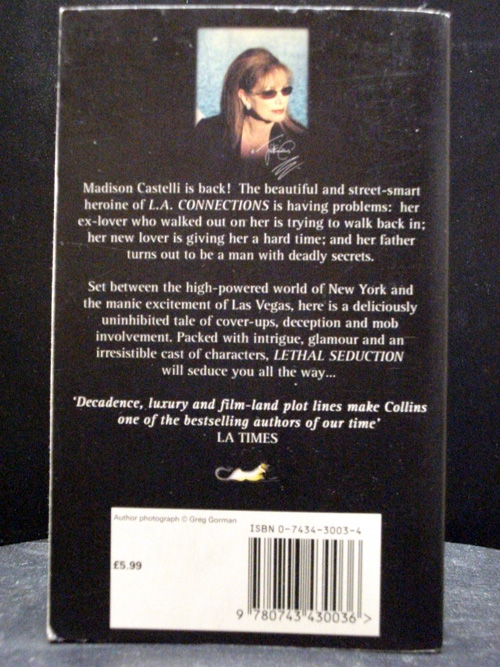 Madison Castelli is back! The beautiful and street-smart
heroine of L.A. CONNECTIONS is having problems: her
ex-lover who walked out on her is trying to walk back in;
her new lover is giving her a hard time; and her father
turns out to be a man with deadly secrets.
Set between the high-powered world of New York and
the manic excitement of Las Vegas, here is a deliciously
uninhibited tale of cover-ups, deception and mob
involvement. Packed with intrigue, glamour and an
irresistible cast of characters, LETHAL SEDUCTION
will seduce you all the way...
'Decadence, luxury and film-land plot lines make Collins
one of the bestselling authors of our time'
LA TIMES
Author photograph © Greg Gorman
ISBN 0-7434-3003-4
£5.99
9 780743 430036 >